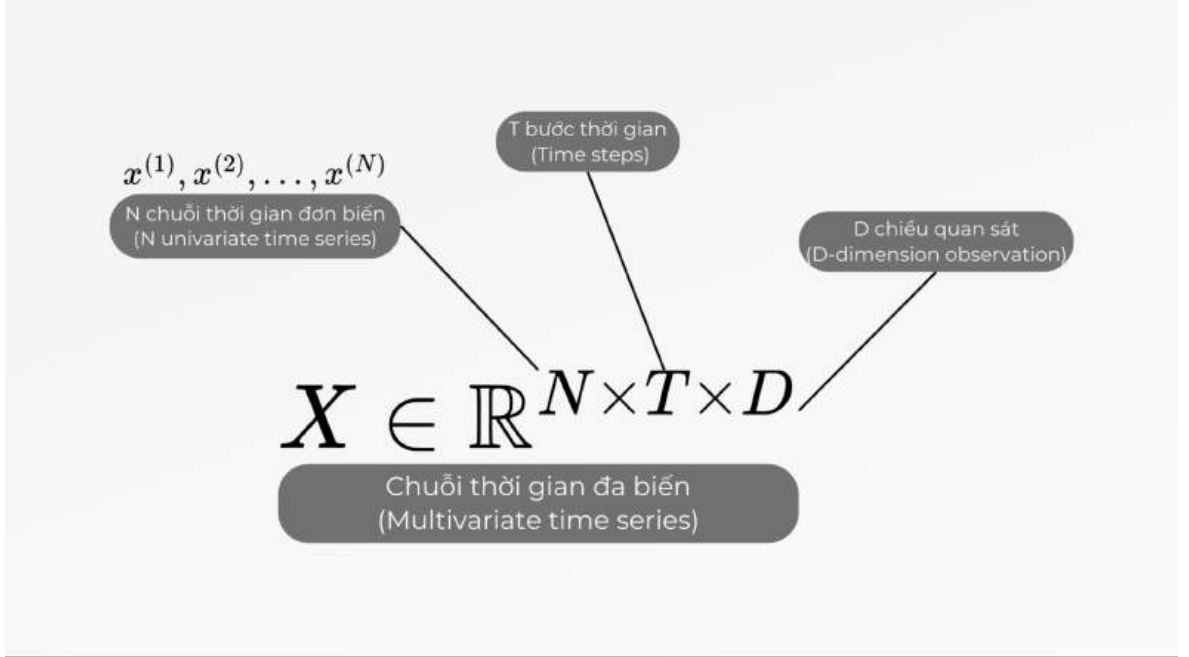 T bước thời gian
(Time steps)
x^{(1)}, x^{(2)}, \ldots, x^{(N)}
N chuỗi thời gian đơn biến
(N univariate time series)
D chiều quan sát
(D-dimension observation)
X ∈ ℝ^{N×T×D}
Chuỗi thời gian đa biến
(Multivariate time series)